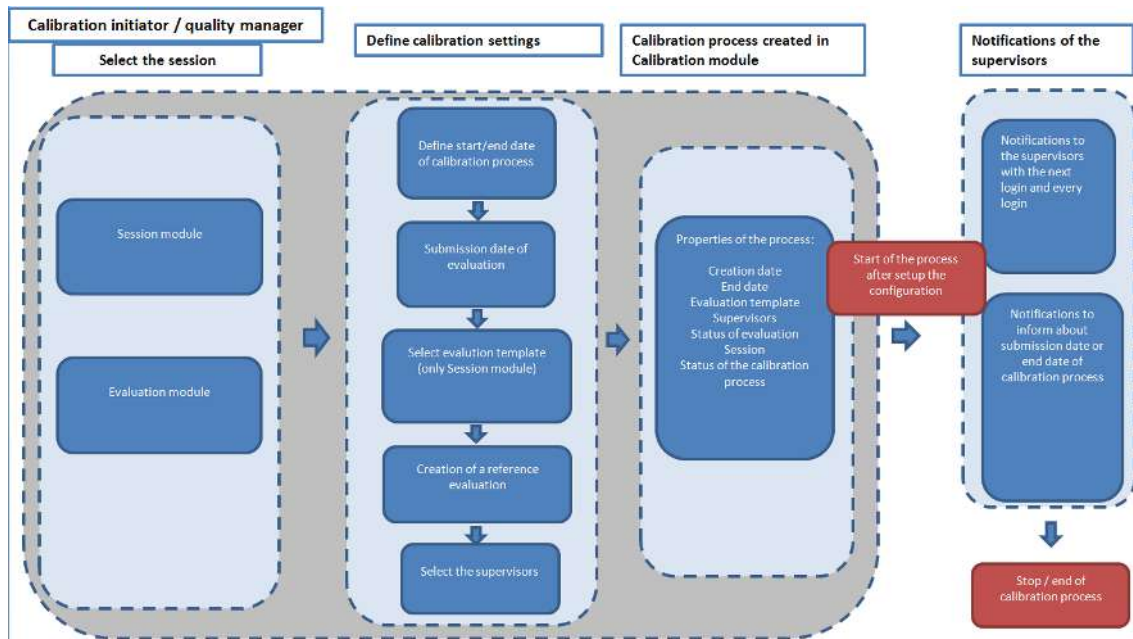 Calibration initiator / quality manager
Select the session
Define calibration settings
Calibration process created in
Calibration module
Notifications of the
supervisors
Session module
Evaluation module
Define start/end date
of calibration process
Submission date of
evaluation
Select evalution template
(only Session module)
Creation of a reference
evaluation
Select the supervisors
Properties of the process:
Creation date
End date
Evaluation template
Supervisors
Status of evaluation
Session
Status of the calibration
process
Start of the process
after setup the
configuration
Notifications to
the supervisors
with the next
login and every
login
Notifications to
inform about
submission date or
end date of
calibration process
Stop / end of
calibration process